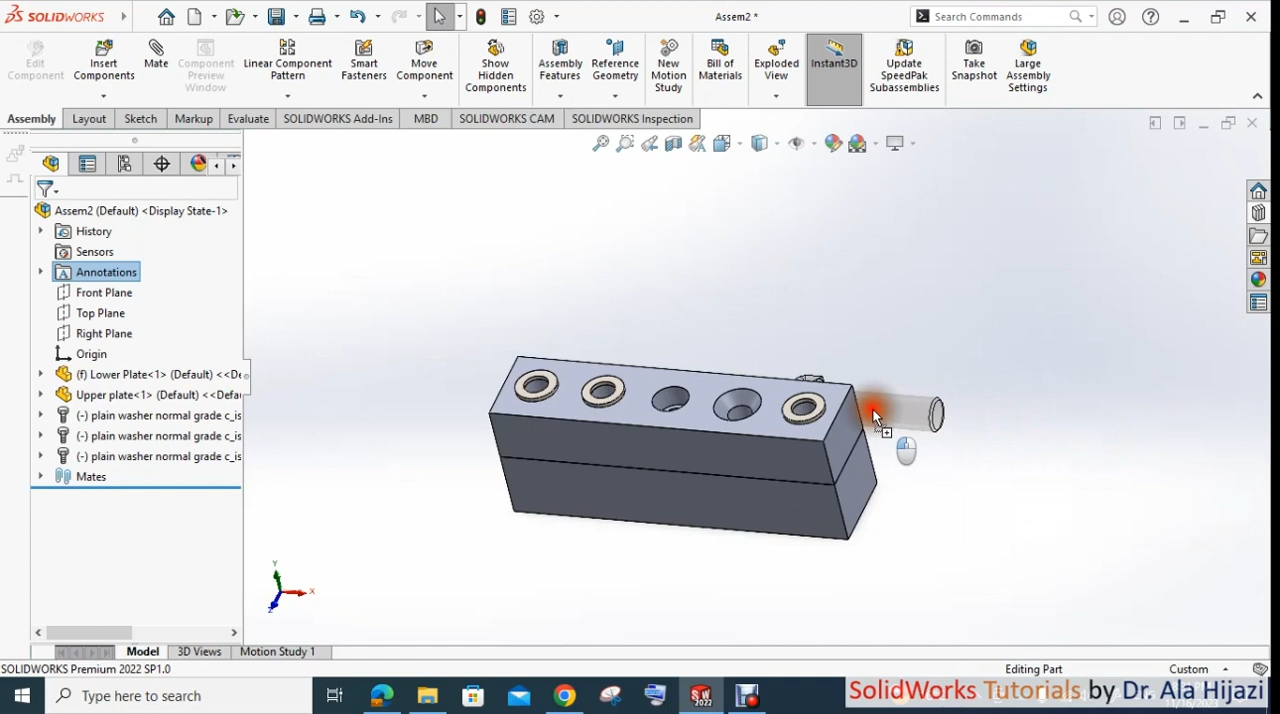 SOLIDWORKS
Assem2 *
Search Commands
Edit Component
Insert Components
Mate
Component Preview Window
Linear Component Pattern
Smart Fasteners
Move Component
Show Hidden Components
Assembly Features
Reference Geometry
New Motion Study
Bill of Materials
Exploded View
Instant3D
Update SpeedPak Subassemblies
Take Snapshot
Large Assembly Settings
Assembly
Layout
Sketch
Markup
Evaluate
SOLIDWORKS Add-Ins
MBD
SOLIDWORKS CAM
SOLIDWORKS Inspection
Assem2 (Default) <Display State-1>
History
Sensors
Annotations
Front Plane
Top Plane
Right Plane
Origin
(f) Lower Plate<1> (Default) <<De
Upper plate<1> (Default) <<Defa
(-) plain washer normal grade c_is
(-) plain washer normal grade c_is
(-) plain washer normal grade c_is
Mates
Y
X
Z
Model
3D Views
Motion Study 1
SOLIDWORKS Premium 2022 SP1.0
Editing Part
Custom
Type here to search
SolidWorks Tutorials by Dr. Ala Hijazi